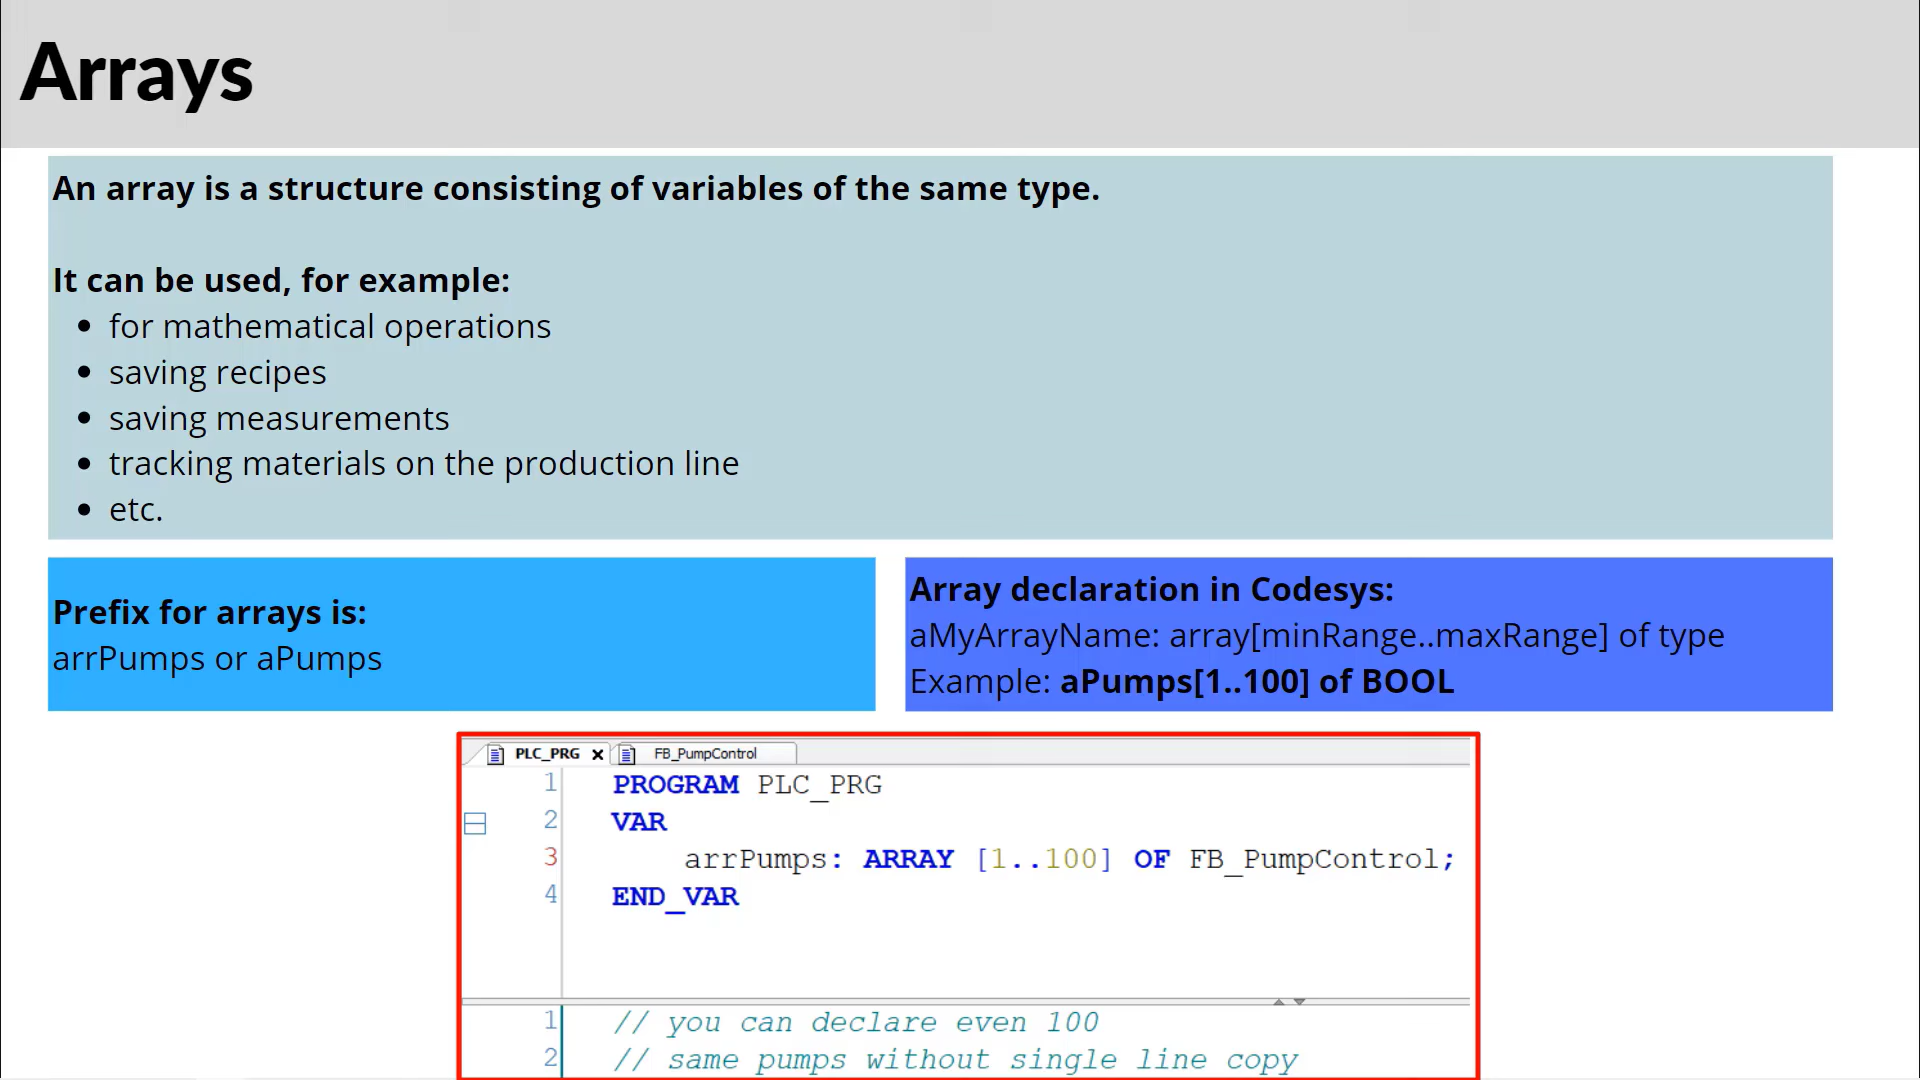 Arrays
An array is a structure consisting of variables of the same type.
It can be used, for example:
• for mathematical operations
• saving recipes
• saving measurements
• tracking materials on the production line
• etc.
Prefix for arrays is:
arrPumps or aPumps
Array declaration in Codesys:
aMyArrayName: array[minRange..maxRange] of type
Example: aPumps[1..100] of BOOL
PLC_PRG × FB_PumpControl
1 PROGRAM PLC_PRG
2 VAR
3 arrPumps: ARRAY [1..100] OF FB_PumpControl;
4 END_VAR
1 // you can declare even 100
2 // same pumps without single line copy